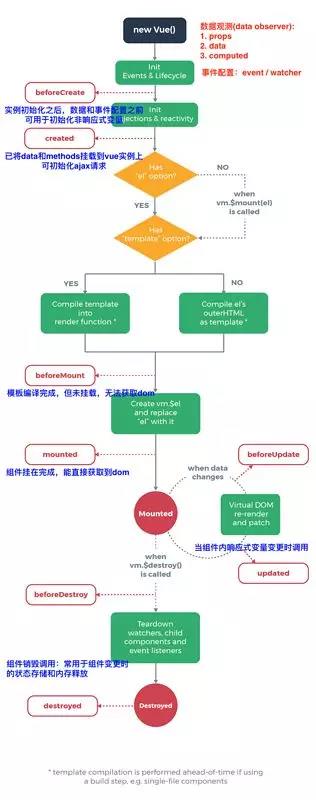 new Vue()
数据观测(data observer):
1. props
2. data
3. computed
事件配置：event / watcher
Init
Events & Lifecycle
beforeCreate
实例初始化之后，数据和事件配置之前
可用于初始化非响应式变量
Init
jections & reactivity
created
已将data和methods挂载到vue实例上
可初始化ajax请求
Has
"el" option?
NO
YES
when
vm.$mount(el)
is called
Has
"template" option?
YES
NO
Compile template
into
render function *
Compile el's
outerHTML
as template *
beforeMount
模板编译完成，但未挂载，无法获取dom
Create vm.$el
and replace
"el" with it
mounted
组件挂在完成，能直接获取到dom
beforeUpdate
when data
changes
Mounted
Virtual DOM
re-render
and patch
当组件内响应式变量变更时调用
updated
when
vm.$destroy()
is called
beforeDestroy
Teardown
watchers, child
components and
event listeners
组件销毁调用：常用于组件变更时
的状态存储和内存释放
destroyed
Destroyed
* template compilation is performed ahead-of-time if using
a build step, e.g. single-file components